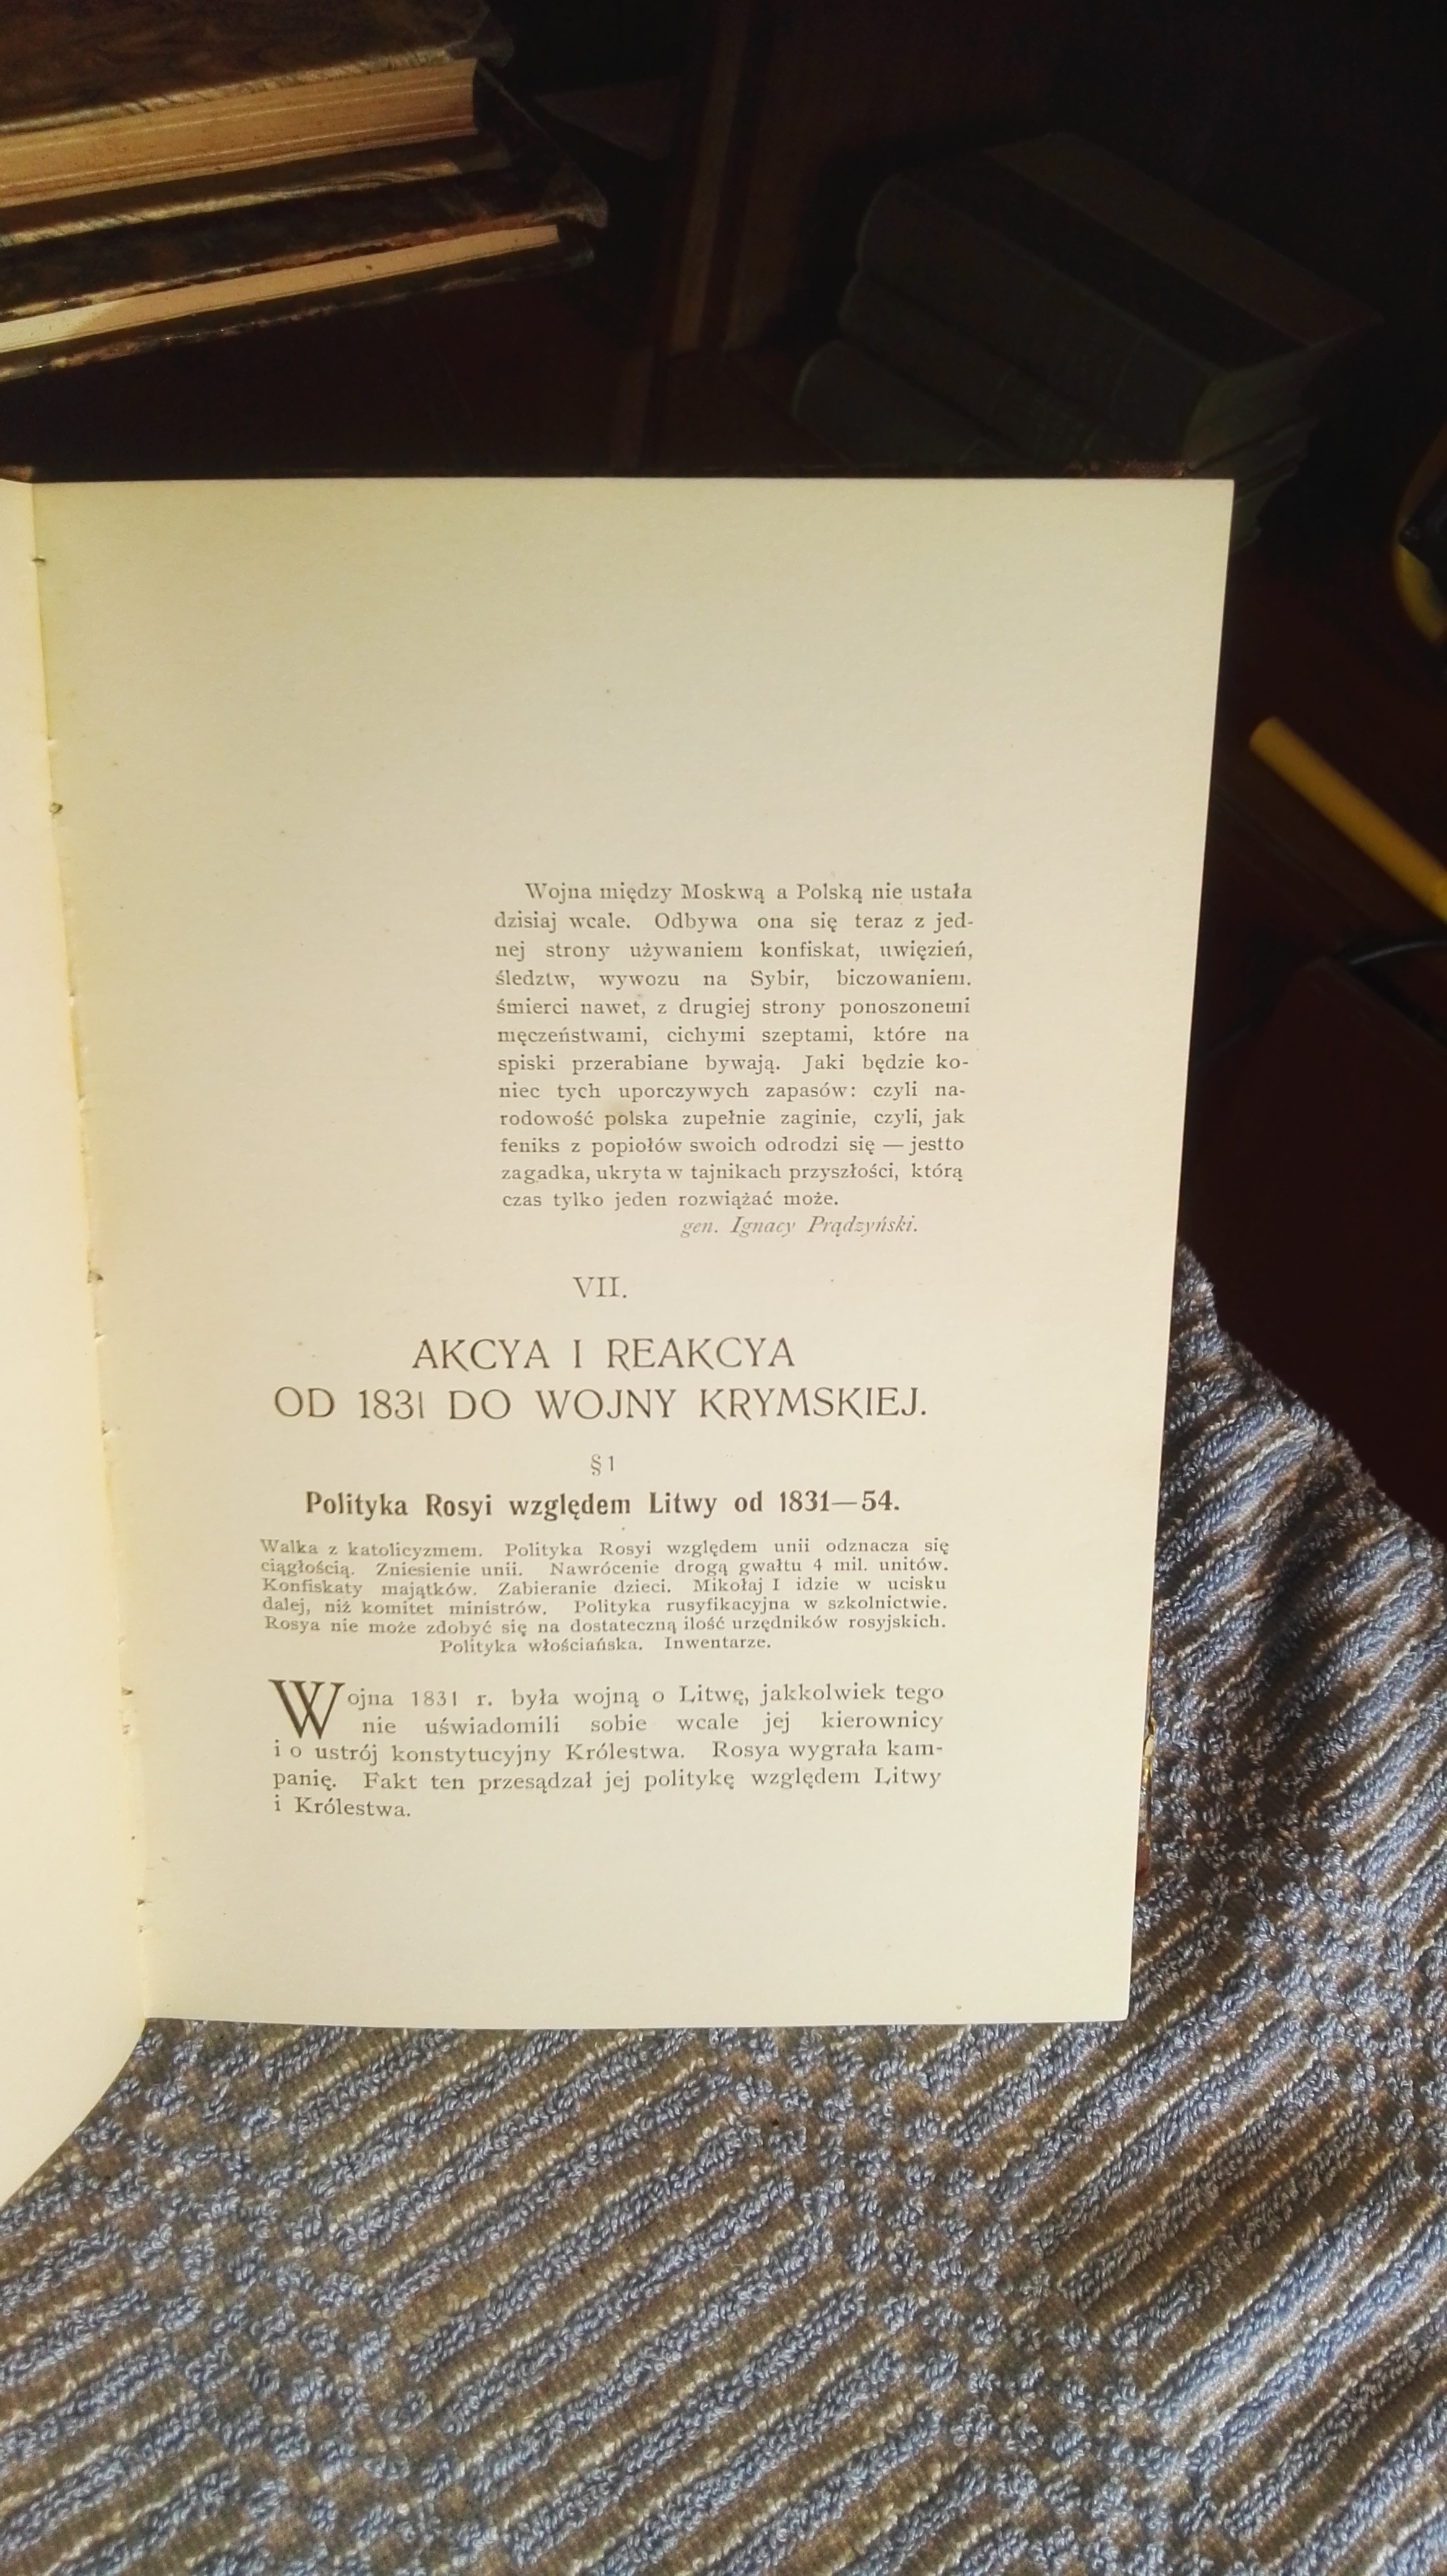 Wojna między Moskwą a Polską nie ustała
dzisiaj wcale. Odbywa ona się teraz z jed-
nej strony używaniem konfiskat, uwięzień,
śledztw, wywozu na Sybir, biczowaniem.
śmierci nawet, z drugiej strony ponoszonemi
męczeństwami, cichymi szeptami, które na
spiski przerabiane bywają. Jaki będzie ko-
niec tych uporczywych zapasów: czyli na-
rodowość polska zupełnie zaginie, czyli, jak
feniks z popiołów swoich odrodzi się — jestto
zagadka, ukryta w tajnikach przyszłości, którą
czas tylko jeden rozwiążać może.
gen. Ignacy Prądzyński.
VII.
AKCYA I REAKCYA
OD 1831 DO WOJNY KRYMSKIEJ.
§ 1
Polityka Rosyi względem Litwy od 1831—54.
Walka z katolicyzmem. Polityka Rosyi względem unii odznacza się
ciągłością. Zniesienie unii. Nawrócenie drogą gwałtu 4 mil. unitów.
Konfiskaty majątków. Zabieranie dzieci. Mikołaj I idzie w ucisku
dalej, niż komitet ministrów. Polityka rusyfikacyjna w szkolnictwie.
Rosya nie może zdobyć się na dostateczną ilość urzędników rosyjskich.
Polityka włościańska. Inwentarze.
Wojna 1831 r. była wojną o Litwę, jakkolwiek tego
nie uświadomili sobie wcale jej kierownicy
i o ustrój konstytucyjny Królestwa. Rosya wygrała kam-
panię. Fakt ten przesądzał jej politykę względem Litwy
i Królestwa.